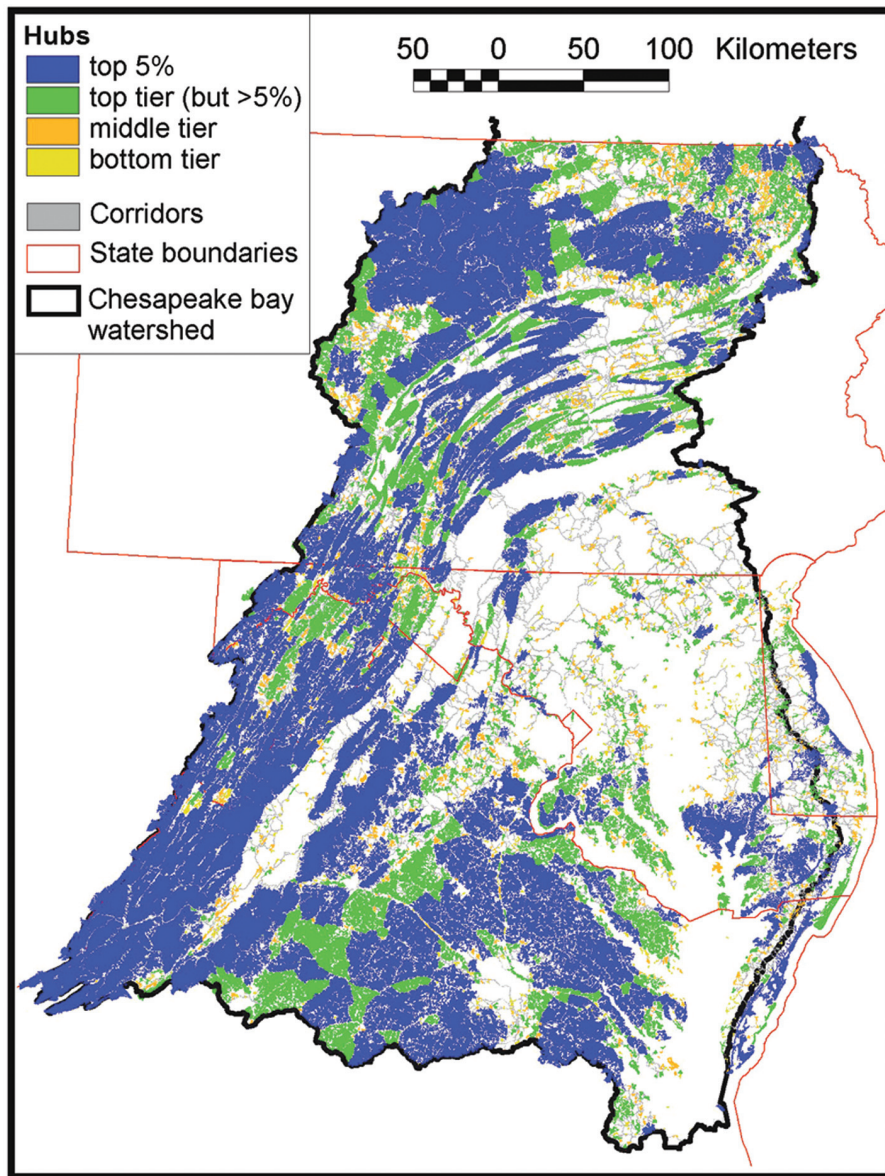 Hubs
top 5%
top tier (but >5%)
middle tier
bottom tier
Corridors
State boundaries
Chesapeake bay
watershed
50 0 50 100 Kilometers